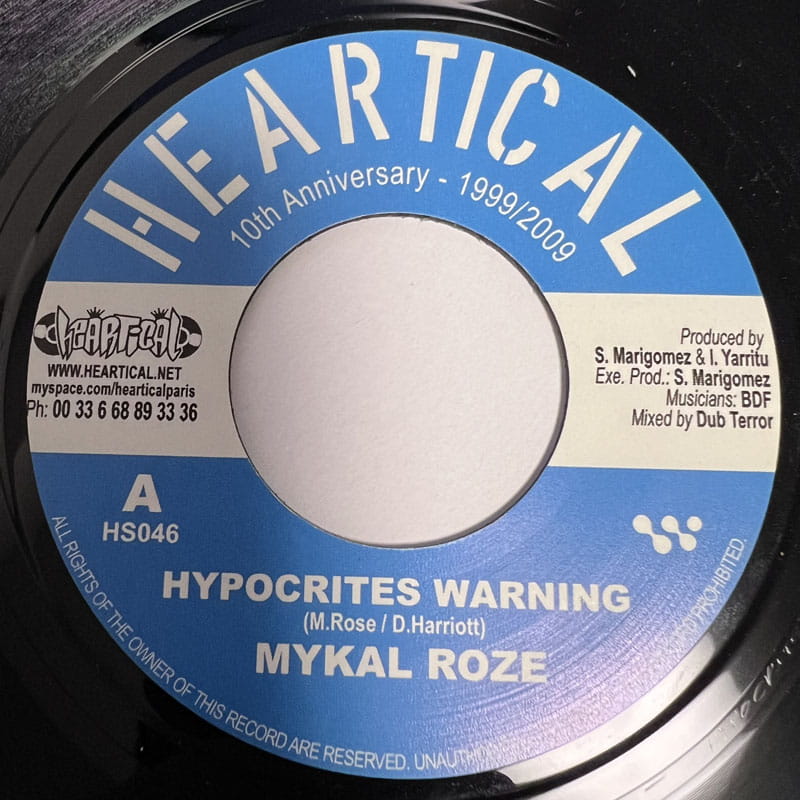 HEARTICAL
10th Anniversary - 1999/2009
HEARTICAL
WWW.HEARTICAL.NET
myspace.com/hearticalparis
Ph: 00 33 6 68 89 33 36
Produced by
S. Marigomez & I. Yarritu
Exe. Prod.: S. Marigomez
Musicians: BDF
Mixed by Dub Terror
A
HS046
HYPOCRITES WARNING
(M.Rose / D.Harriott)
MYKAL ROZE
ALL RIGHTS OF THE OWNER OF THIS RECORD ARE RESERVED. PROHIBITED.